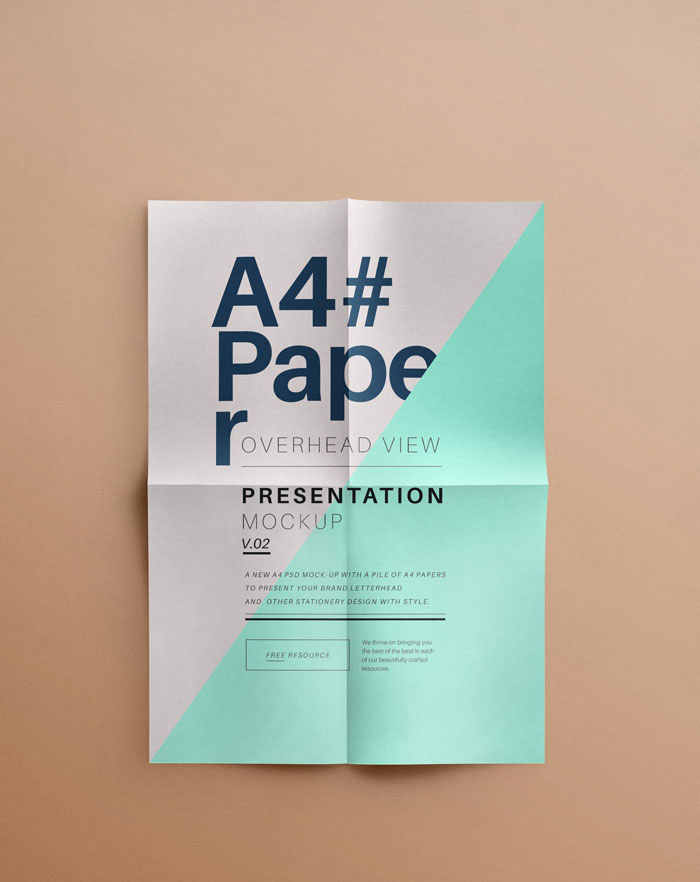 A4#
Pape
r
OVERHEAD VIEW
PRESENTATION
MOCKUP
V.02
A NEW A4 PSD MOCK-UP WITH A PILE OF A4 PAPERS
TO PRESENT YOUR BRAND LETTERHEAD
AND OTHER STATIONERY DESIGN WITH STYLE.
FREE RESOURCE
We thrive on bringing you
the best of the best in each
of our beautifully crafted
resources.